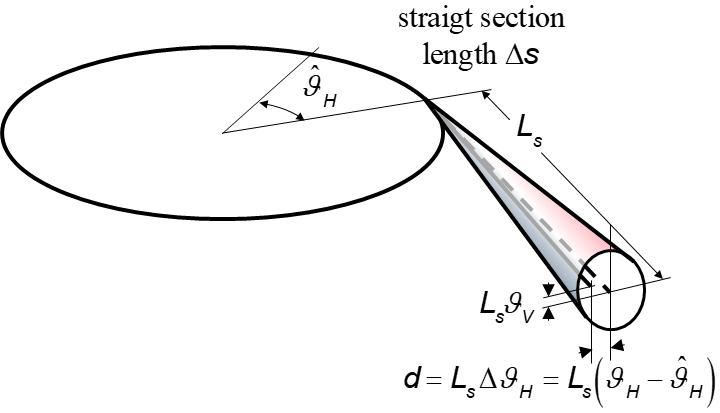 straigt section
length Δs
ϑ̂_H
L_s
L_sϑ_V
d = L_sΔϑ_H = L_s(ϑ_H − ϑ̂_H)